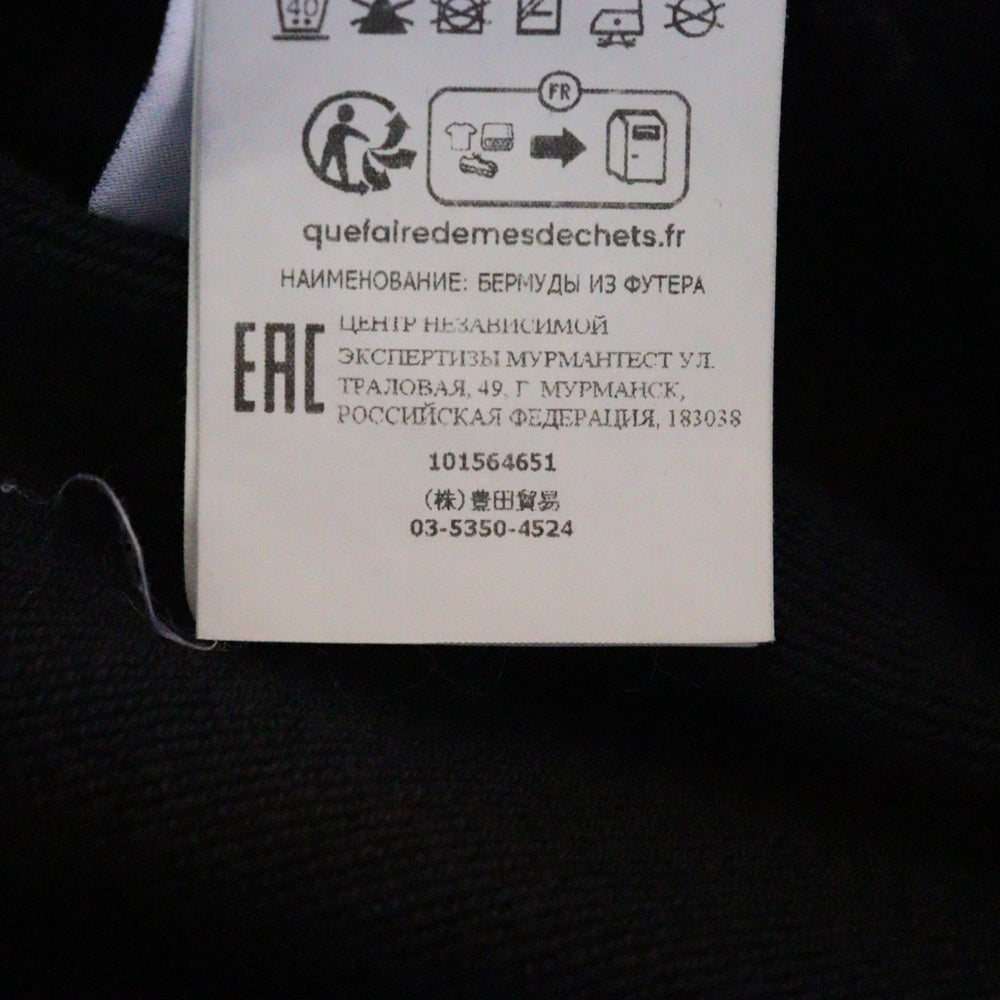 40
FR
quefairedemesdechets.fr
НАИМЕНОВАНИЕ: БЕРМУДЫ ИЗ ФУТЕРА
EAC
ЦЕНТР НЕЗАВИСИМОЙ
ЭКСПЕРТИЗЫ МУРМАНТЕСТ УЛ.
ТРАЛОВАЯ, 49, Г МУРМАНСК,
РОССИЙСКАЯ ФЕДЕРАЦИЯ, 183038
101564651
(株)豊田貿易
03-5350-4524